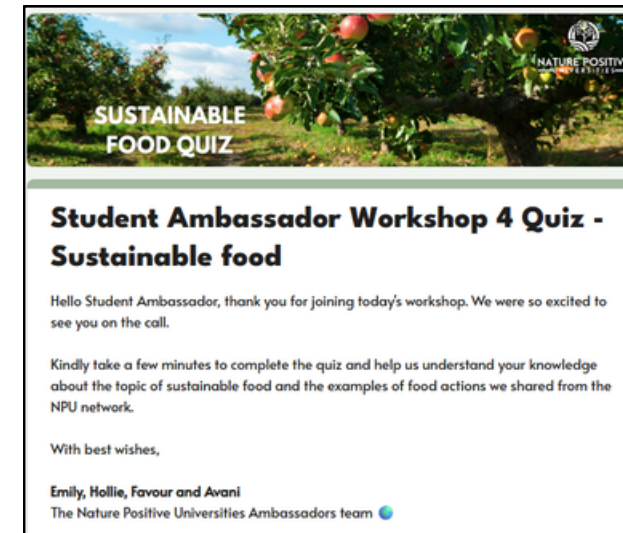 NATURE POSITIV
UNIVERSITIES
SUSTAINABLE
FOOD QUIZ
Student Ambassador Workshop 4 Quiz -
Sustainable food
Hello Student Ambassador, thank you for joining today's workshop. We were so excited to
see you on the call.
Kindly take a few minutes to complete the quiz and help us understand your knowledge
about the topic of sustainable food and the examples of food actions we shared from the
NPU network.
With best wishes,
Emily, Hollie, Favour and Avani
The Nature Positive Universities Ambassadors team 🌍